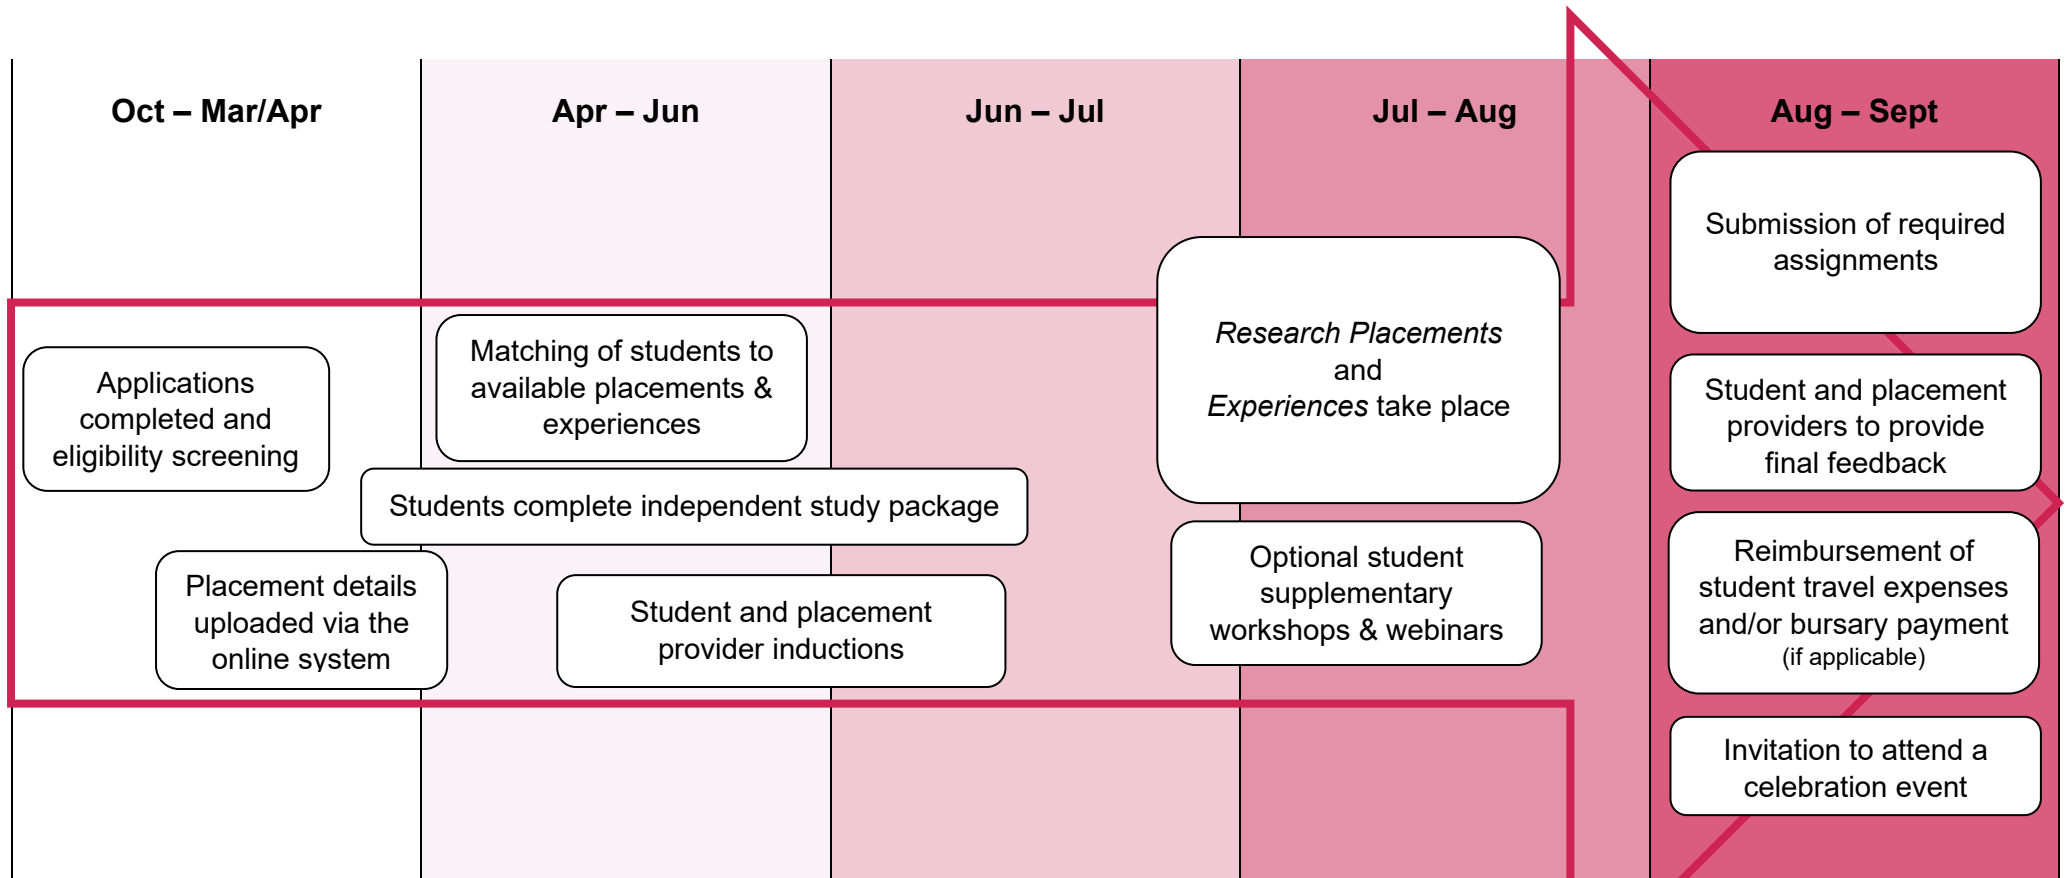 Oct – Mar/Apr
Apr – Jun
Jun – Jul
Jul – Aug
Aug – Sept
Applications
completed and
eligibility screening
Placement details
uploaded via the
online system
Matching of students to
available placements &
experiences
Students complete independent study package
Student and placement
provider inductions
Research Placements
and
Experiences take place
Optional student
supplementary
workshops & webinars
Submission of required
assignments
Student and placement
providers to provide
final feedback
Reimbursement of
student travel expenses
and/or bursary payment
(if applicable)
Invitation to attend a
celebration event